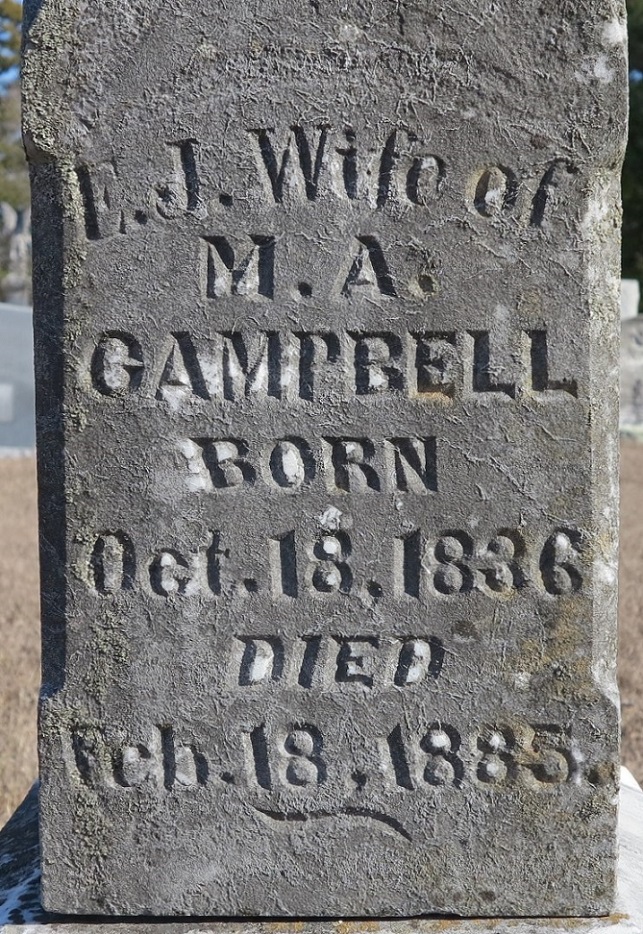 E.J. Wife of
M. A.
CAMPBELL
BORN
Oct. 18, 1836
DIED
Feb. 18, 1885.